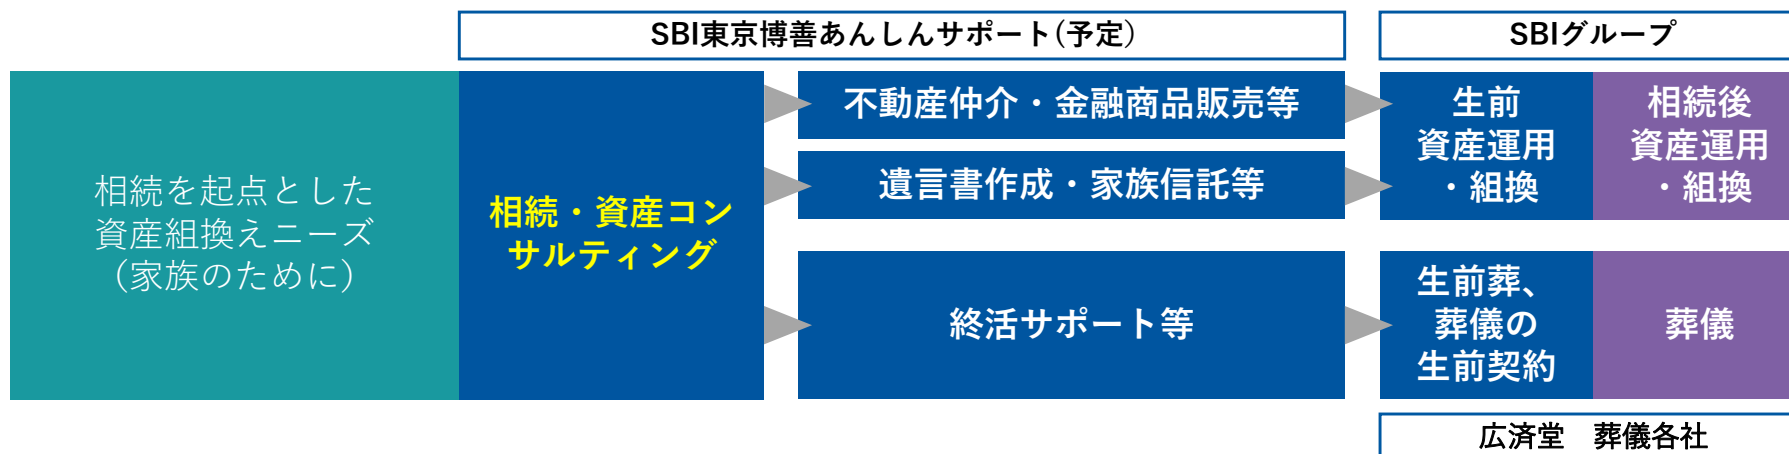 SBI東京博善あんしんサポート(予定)
SBIグループ
相続を起点とした
資産組換えニーズ
(家族のために)
相続・資産コン
サルティング
不動産仲介・金融商品販売等
遺言書作成・家族信託等
終活サポート等
生前
資産運用
・組換
相続後
資産運用
・組換
生前葬、
葬儀の
生前契約
葬儀
広済堂　葬儀各社